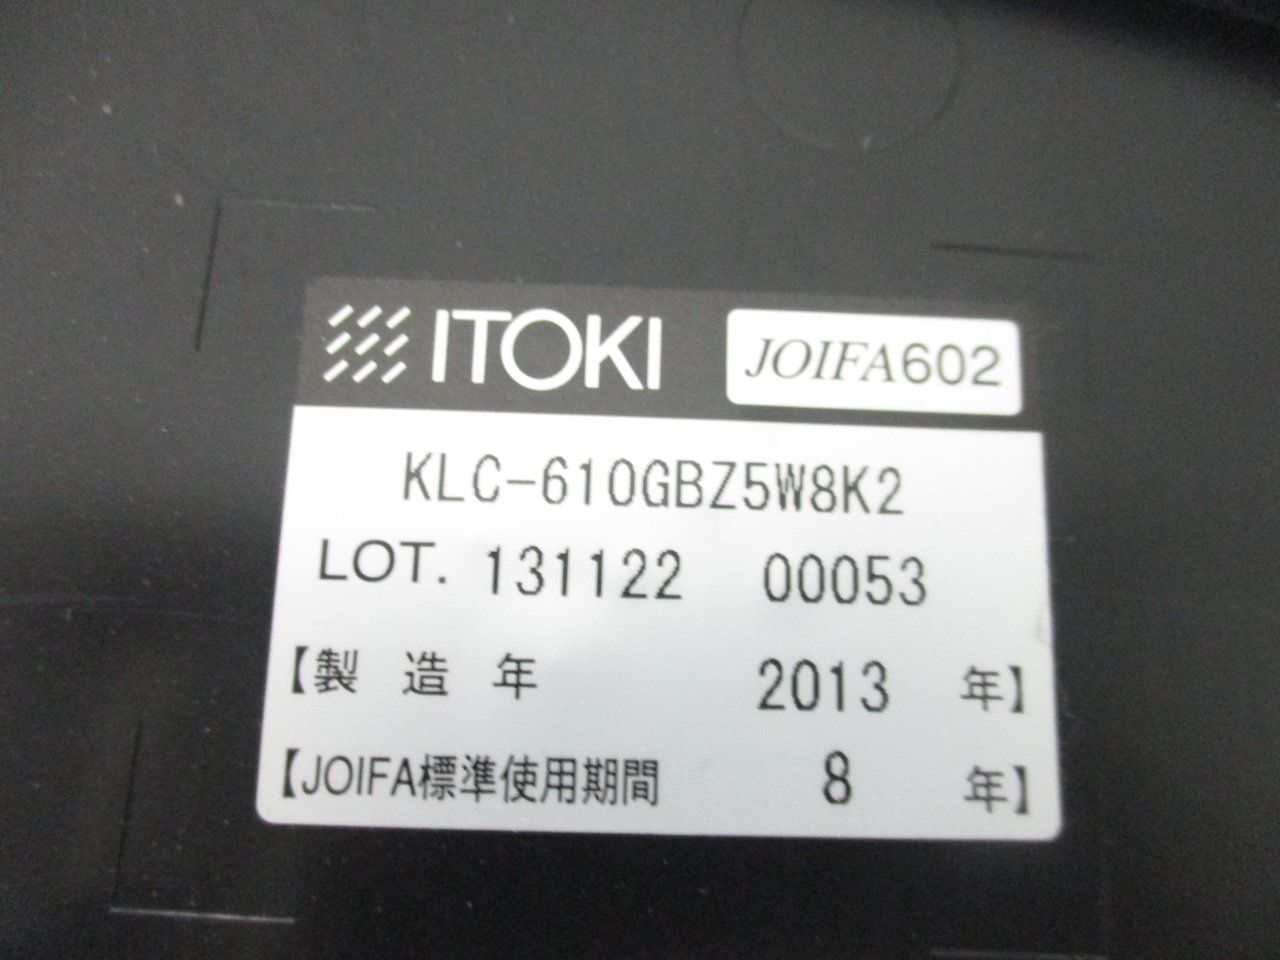 ITOKI JOIFA602
KLC-610GBZ5W8K2
LOT. 131122 00053
【製 造 年 2013 年】
【JOIFA標準使用期間 8 年】